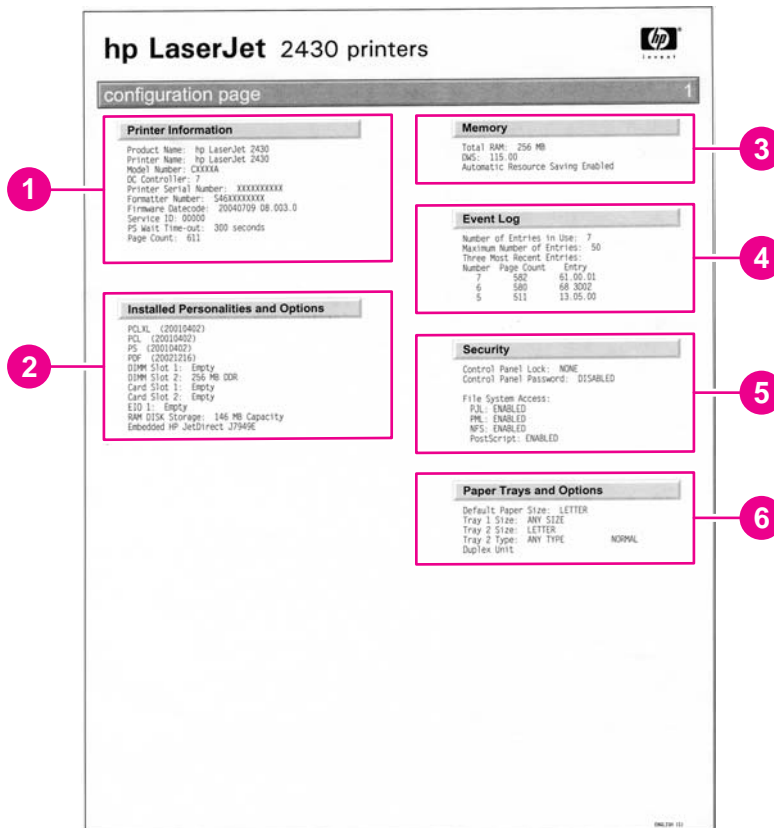 hp LaserJet 2430 printers
hp
invent
configuration page 1
1
Printer Information
Product Name: hp LaserJet 2430
Printer Name: hp LaserJet 2430
Model Number: CXXXXA
DC Controller: 7
Printer Serial Number: XXXXXXXXXX
Formatter Number: S46XXXXXXXX
Firmware Datecode: 20040709 08.003.0
Service ID: 00000
PS Wait Time-out: 300 seconds
Page Count: 611
2
Installed Personalities and Options
PCLXL (20010402)
PCL (20010402)
PS (20010402)
PDF (20021216)
DIMM Slot 1: Empty
DIMM Slot 2: 256 MB DDR
Card Slot 1: Empty
Card Slot 2: Empty
EIO 1: Empty
RAM DISK Storage: 146 MB Capacity
Embedded HP JetDirect J7949E
3
Memory
Total RAM: 256 MB
DWS: 115.00
Automatic Resource Saving Enabled
4
Event Log
Number of Entries in Use: 7
Maximum Number of Entries: 50
Three Most Recent Entries:
Number Page Count Entry
7 582 61.00.01
6 580 68 3D02
5 511 13.05.00
5
Security
Control Panel Lock: NONE
Control Panel Password: DISABLED
File System Access:
PJL: ENABLED
PML: ENABLED
NFS: ENABLED
PostScript: ENABLED
6
Paper Trays and Options
Default Paper Size: LETTER
Tray 1 Size: ANY SIZE
Tray 2 Size: LETTER
Tray 2 Type: ANY TYPE NORMAL
Duplex Unit
ENGLISH (1)